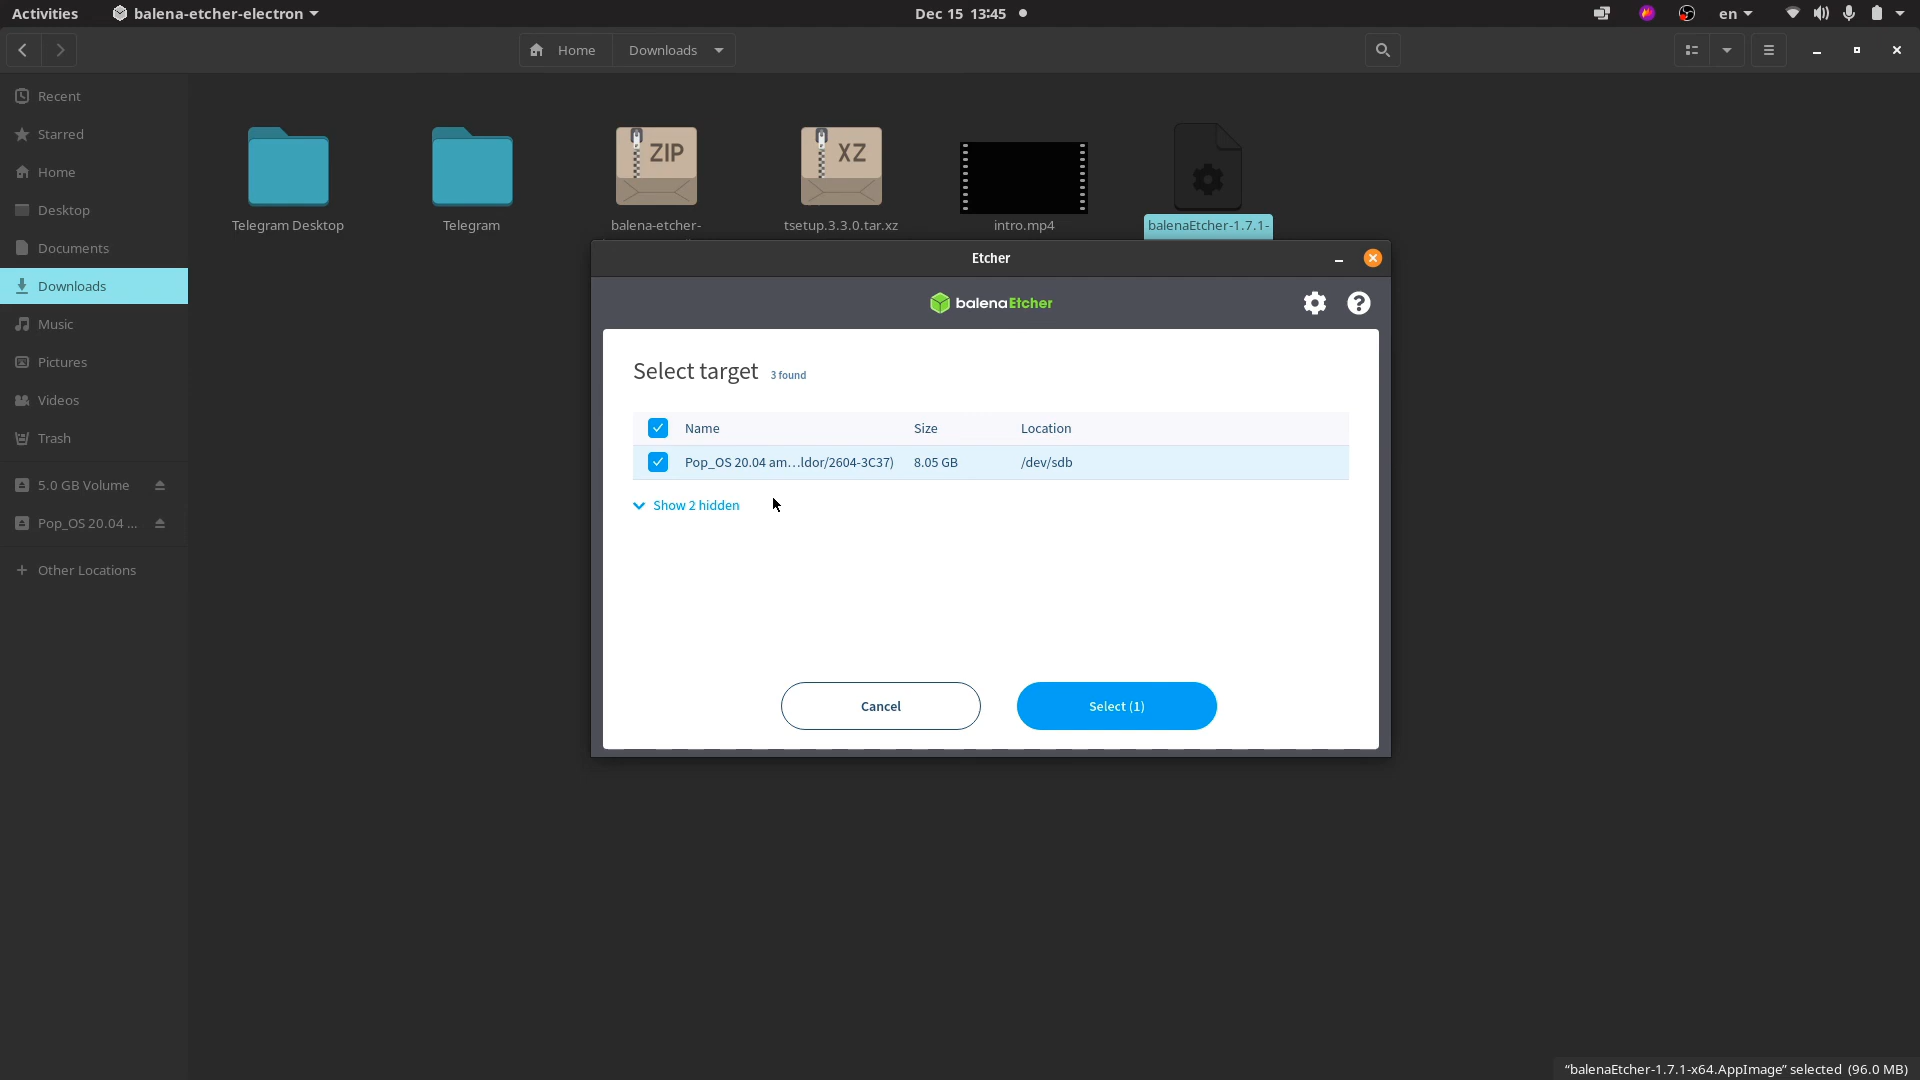 Activities balena-etcher-electron Dec 15 13:45 en
Home Downloads
Recent
Starred
Home
Desktop
Documents
Downloads
Music
Pictures
Videos
Trash
5.0 GB Volume
Pop_OS 20.04 ...
+ Other Locations
ZIP
XZ
Telegram Desktop
Telegram
balena-etcher-
tsetup.3.3.0.tar.xz
intro.mp4
balenaEtcher-1.7.1-
Etcher
balenaEtcher
Select target 3 found
Name Size Location
Pop_OS 20.04 am...ldor/2604-3C37) 8.05 GB /dev/sdb
Show 2 hidden
Cancel Select (1)
“balenaEtcher-1.7.1-x64.AppImage” selected (96.0 MB)